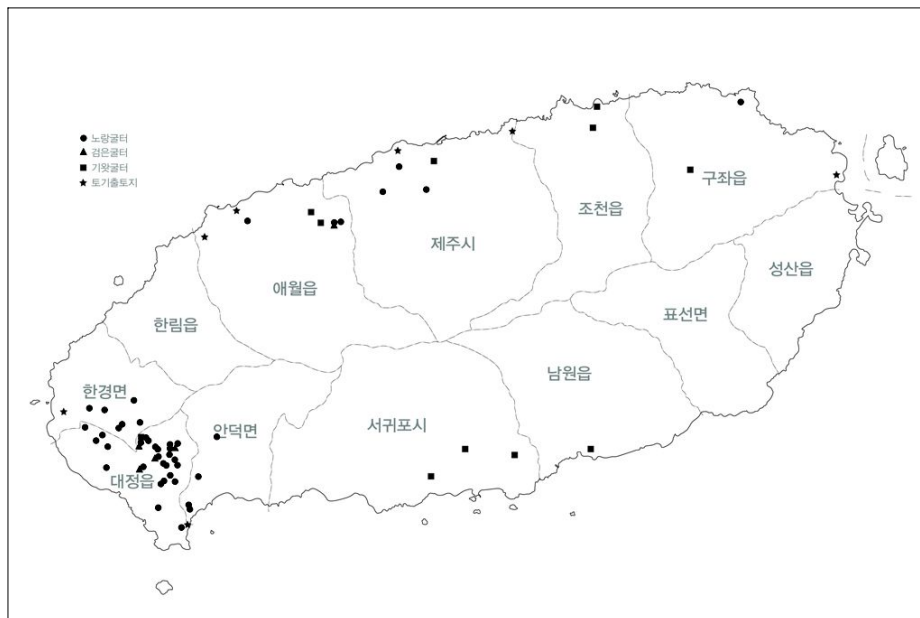 노랑굴터
검은굴터
기왓굴터
토기출토지
구좌읍
조천읍
제주시
성산읍
애월읍
표선면
한림읍
남원읍
한경면
서귀포시
안덕면
대정읍